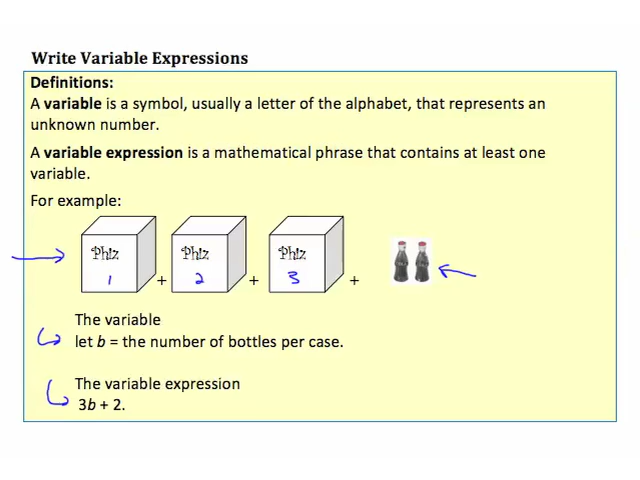 Write Variable Expressions
Definitions:
A variable is a symbol, usually a letter of the alphabet, that represents an
unknown number.
A variable expression is a mathematical phrase that contains at least one
variable.
For example:
Phiz Phiz Phiz
1 + 2 + 3 +
The variable
let b = the number of bottles per case.
The variable expression
3b + 2.